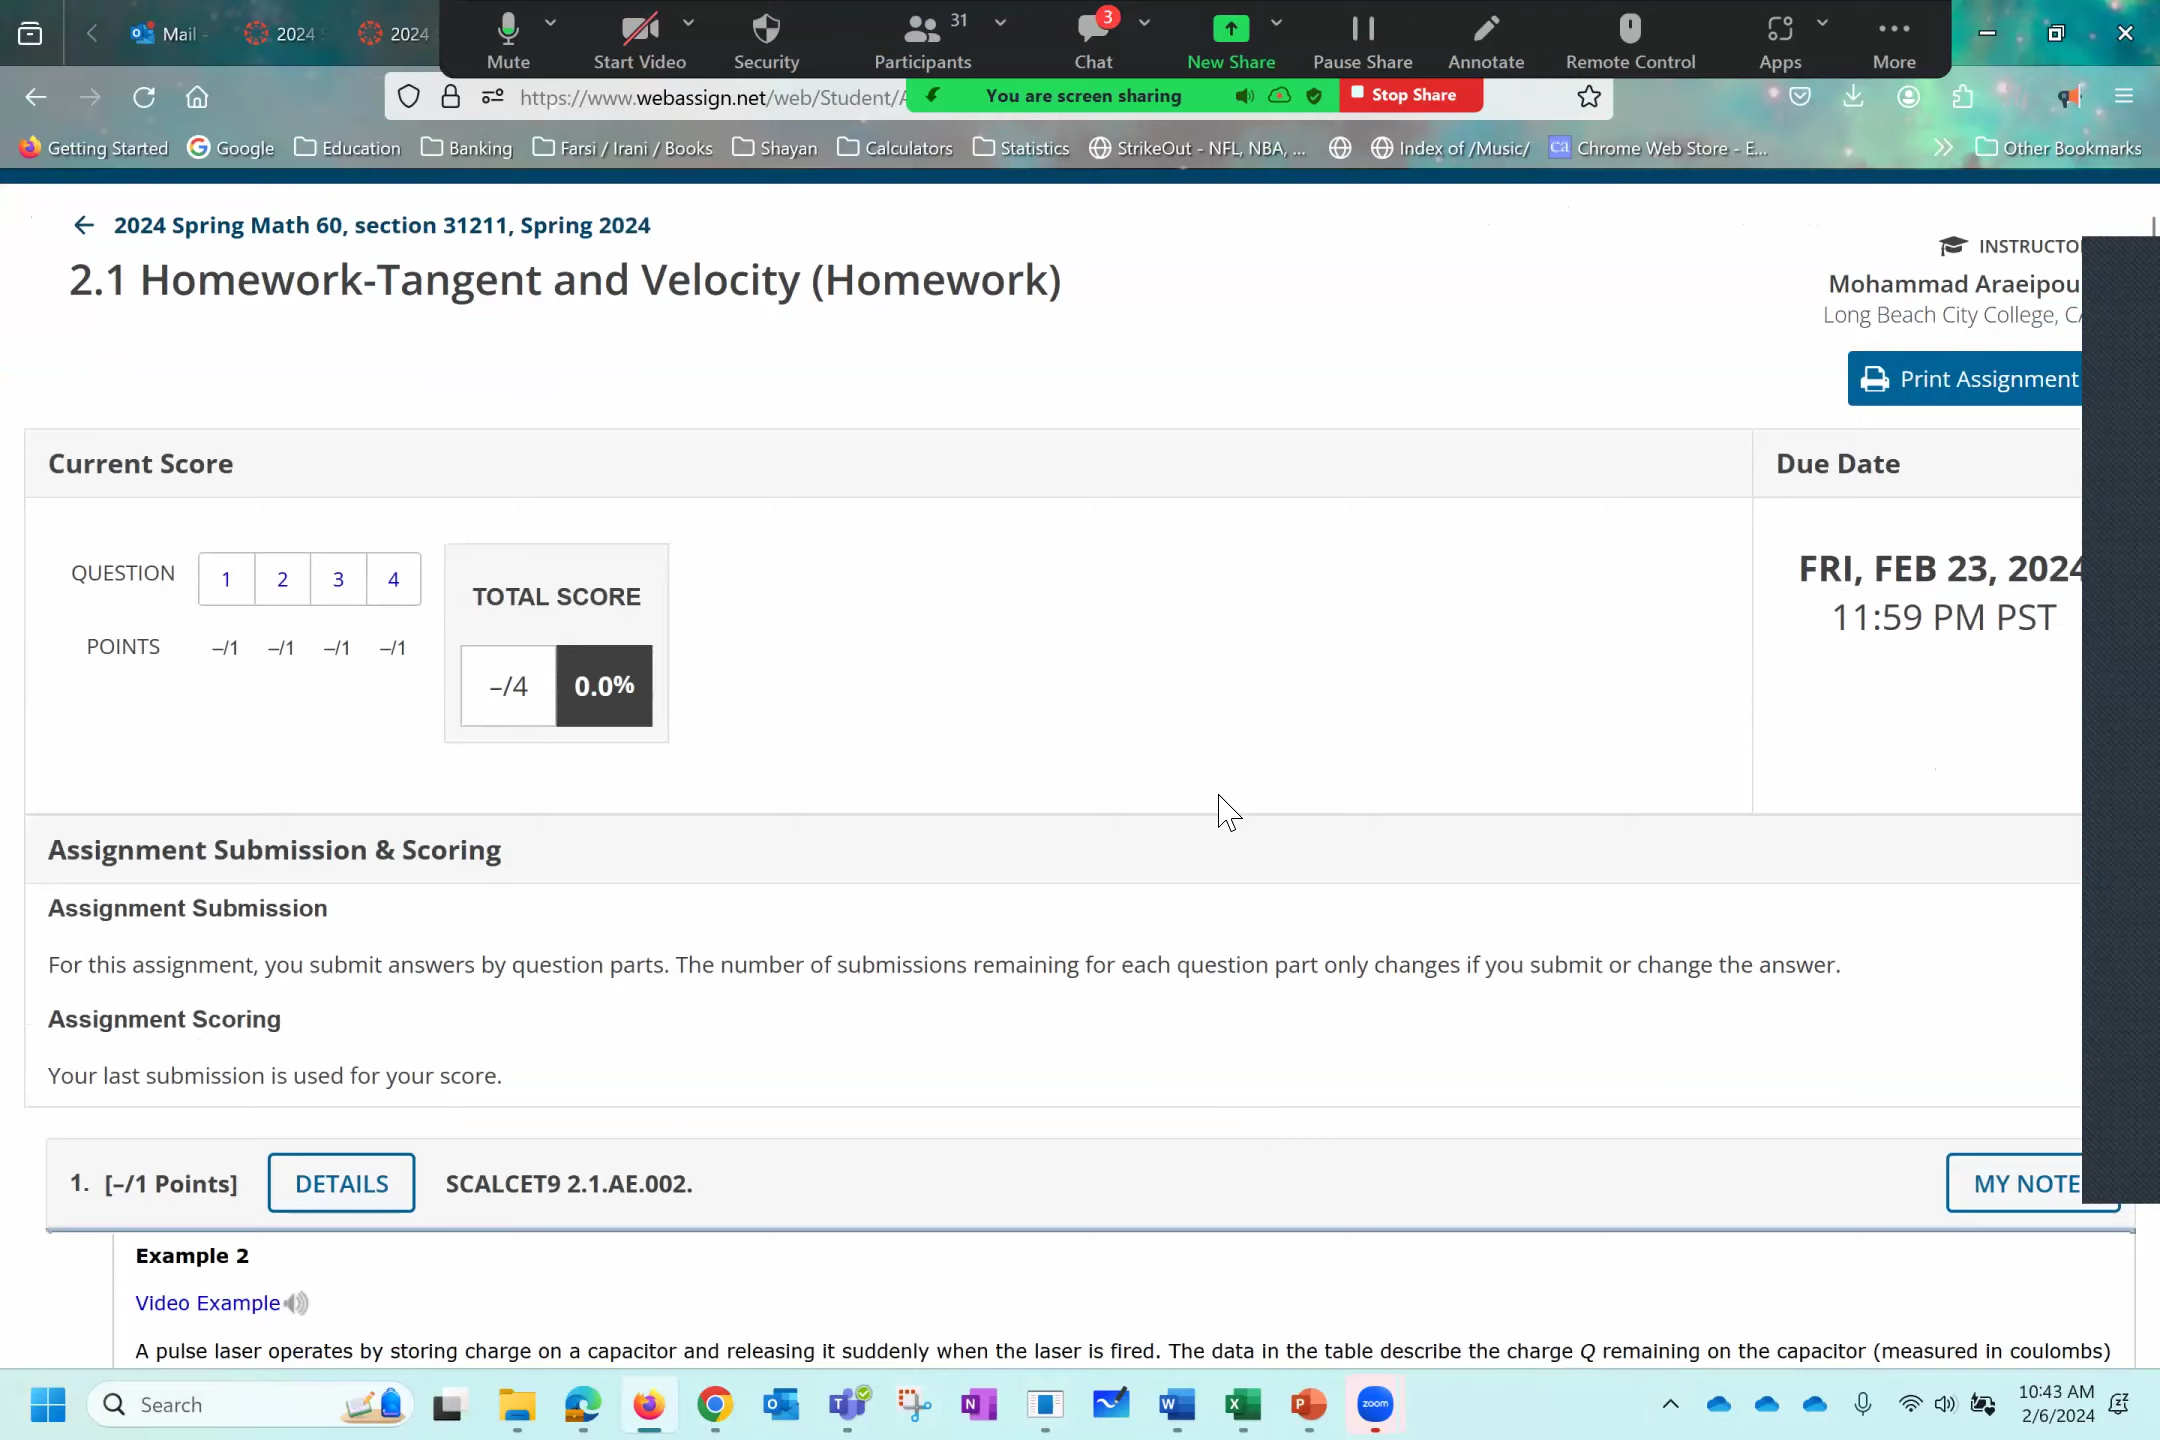 Mail
2024
2024
Mute
Start Video
Security
31
Participants
3
Chat
New Share
Pause Share
Annotate
Remote Control
Apps
More
https://www.webassign.net/web/Student/
You are screen sharing
Stop Share
Getting Started
Google
Education
Banking
Farsi / Irani / Books
Shayan
Calculators
Statistics
StrikeOut - NFL, NBA, ...
Index of /Music/
Ca
Chrome Web Store - E...
Other Bookmarks
2024 Spring Math 60, section 31211, Spring 2024
2.1 Homework-Tangent and Velocity (Homework)
INSTRUCTO
Mohammad Araeipou
Long Beach City College, C
Print Assignment
Current Score
Due Date
QUESTION 1 2 3 4
POINTS –/1 –/1 –/1 –/1
TOTAL SCORE
–/4 0.0%
FRI, FEB 23, 2024
11:59 PM PST
Assignment Submission & Scoring
Assignment Submission
For this assignment, you submit answers by question parts. The number of submissions remaining for each question part only changes if you submit or change the answer.
Assignment Scoring
Your last submission is used for your score.
1. [–/1 Points] DETAILS SCALCET9 2.1.AE.002. MY NOTE
Example 2
Video Example
A pulse laser operates by storing charge on a capacitor and releasing it suddenly when the laser is fired. The data in the table describe the charge Q remaining on the capacitor (measured in coulombs)
Search
zoom
10:43 AM
2/6/2024